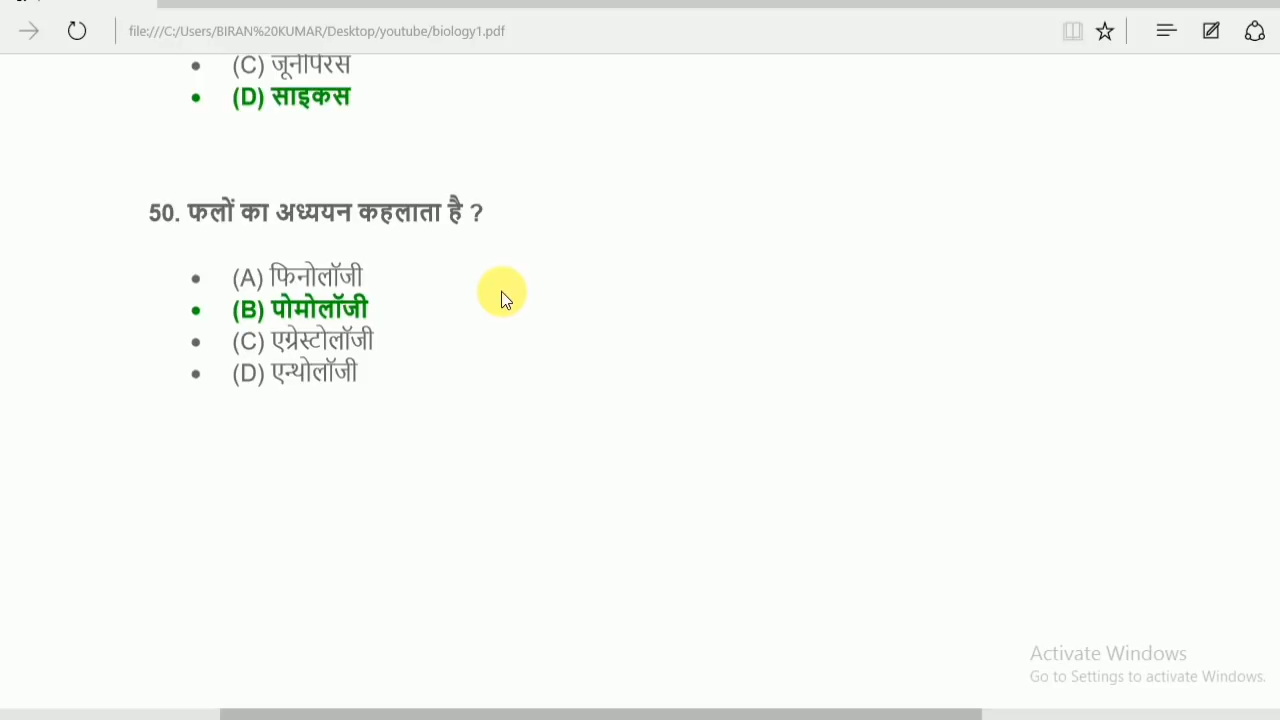 file:///C:/Users/BIRAN%20KUMAR/Desktop/youtube/biology1.pdf
• (C) जूनीपेरस
• (D) साइकस
50. फलों का अध्ययन कहलाता है ?
• (A) फिनोलॉजी
• (B) पोमोलॉजी
• (C) एग्रेस्टोलॉजी
• (D) एन्थोलॉजी
Activate Windows
Go to Settings to activate Windows.